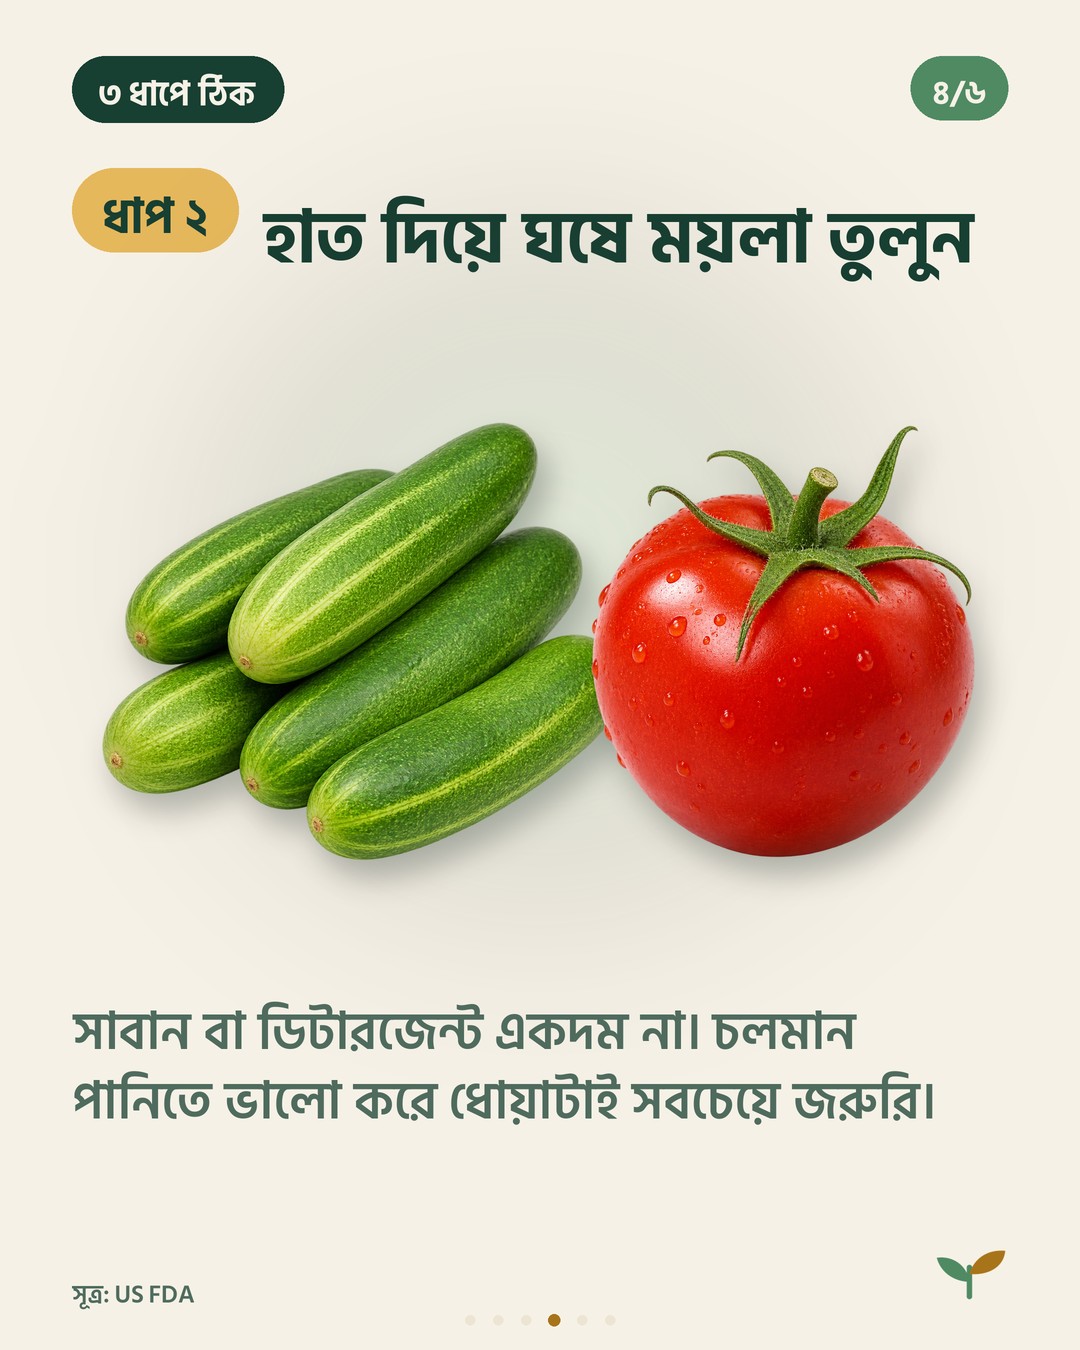 ৩ ধাপে ঠিক
৪/৬
ধাপ ২
হাত দিয়ে ঘষে ময়লা তুলুন
সাবান বা ডিটারজেন্ট একদম না। চলমান
পানিতে ভালো করে ধোয়াটাই সবচেয়ে জরুরি।
সূত্র: US FDA